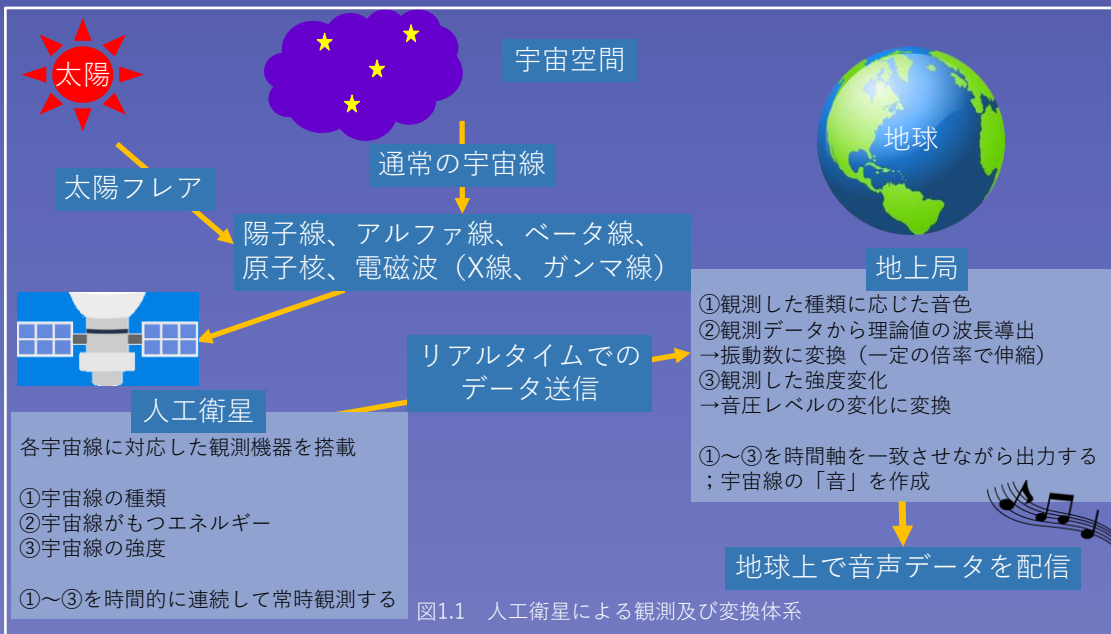 太陽
宇宙空間
地球
太陽フレア
通常の宇宙線
陽子線、アルファ線、ベータ線、
原子核、電磁波（X線、ガンマ線）
人工衛星
各宇宙線に対応した観測機器を搭載
①宇宙線の種類
②宇宙線がもつエネルギー
③宇宙線の強度
①～③を時間的に連続して常時観測する
リアルタイムでの
データ送信
地上局
①観測した種類に応じた音色
②観測データから理論値の波長導出
→振動数に変換（一定の倍率で伸縮）
③観測した強度変化
→音圧レベルの変化に変換
①～③を時間軸を一致させながら出力する
；宇宙線の「音」を作成
地球上で音声データを配信
図1.1　人工衛星による観測及び変換体系